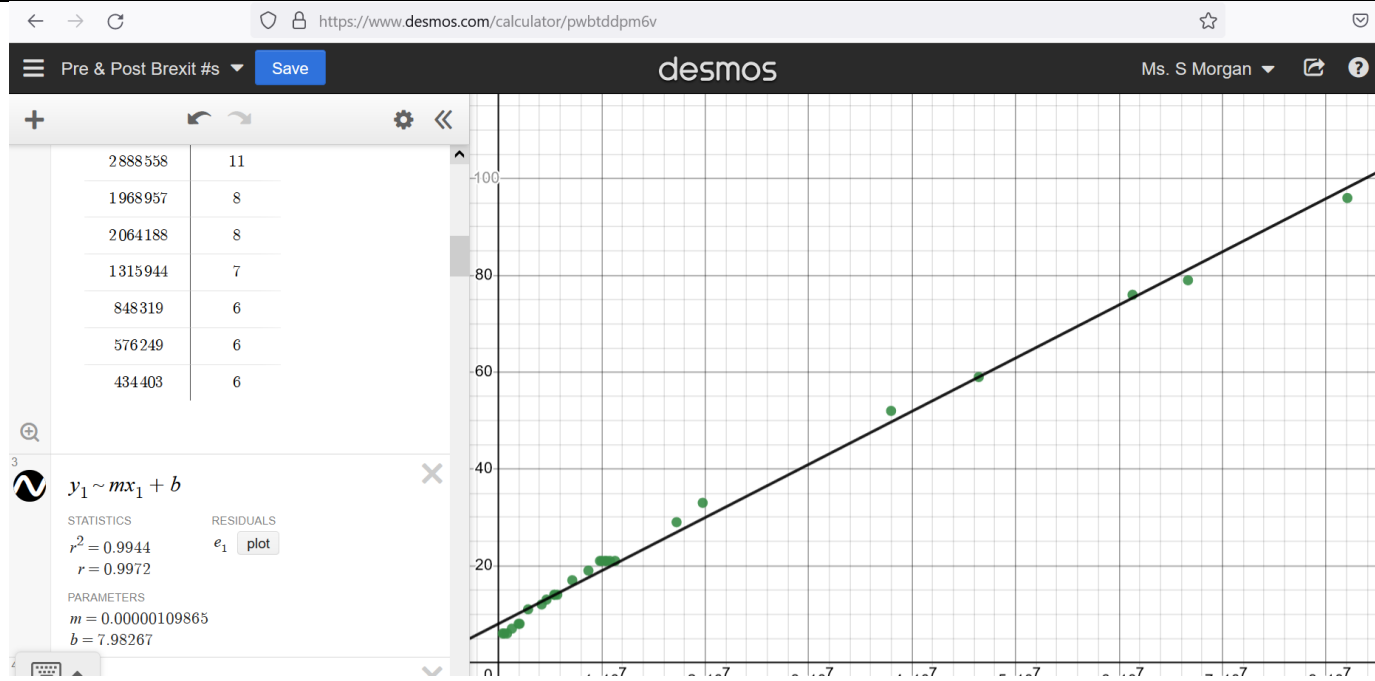 https://www.desmos.com/calculator/pwbtddpm6v
Pre & Post Brexit #s Save desmos Ms. S Morgan ?
2888558 11
1968957 8
2064188 8
1315944 7
848319 6
576249 6
434403 6
3
y₁ ~ mx₁ + b
STATISTICS RESIDUALS
r² = 0.9944 e₁ plot
r = 0.9972
PARAMETERS
m = 0.00000109865
b = 7.98267
100
80
60
40
20
0